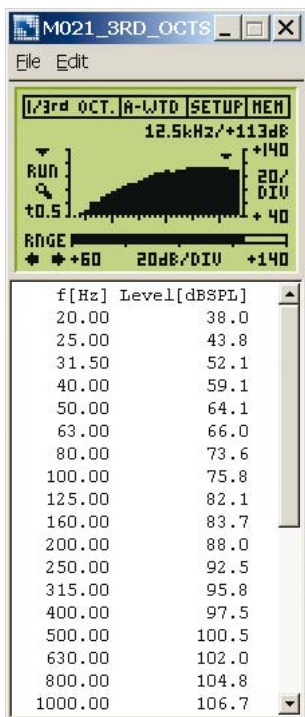 M021_3RD_OCTS
File Edit
1/3rd OCT. A-WTD SETUP MEM
12.5kHz/+113dB
+140
RUN
20/
DIV
t0.5
+ 40
RNGE
+60 20dB/DIV +140
f[Hz] Level[dBSPL]
20.00 38.0
25.00 43.8
31.50 52.1
40.00 59.1
50.00 64.1
63.00 66.0
80.00 73.6
100.00 75.8
125.00 82.1
160.00 83.7
200.00 88.0
250.00 92.5
315.00 95.8
400.00 97.5
500.00 100.5
630.00 102.0
800.00 104.8
1000.00 106.7